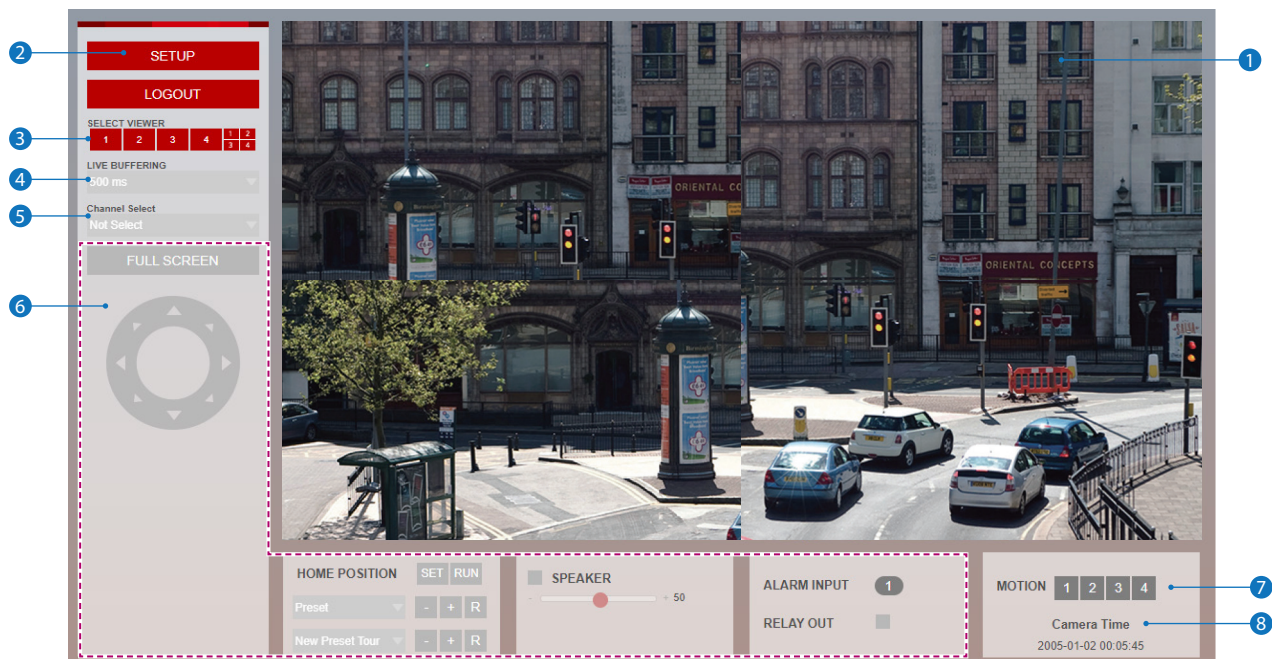 2
SETUP
LOGOUT
SELECT VIEWER
3
1 2 3 4 1 2 3 4
LIVE BUFFERING
4
500 ms
Channel Select
5
Not Select
FULL SCREEN
6
1
ORIENTAL CO
ORIENTAL CONCEPTS
HOME POSITION SET RUN
Preset - + R
New Preset Tour - + R
SPEAKER
- + 50
ALARM INPUT 1
RELAY OUT
MOTION 1 2 3 4
7
Camera Time
8
2005-01-02 00:05:45